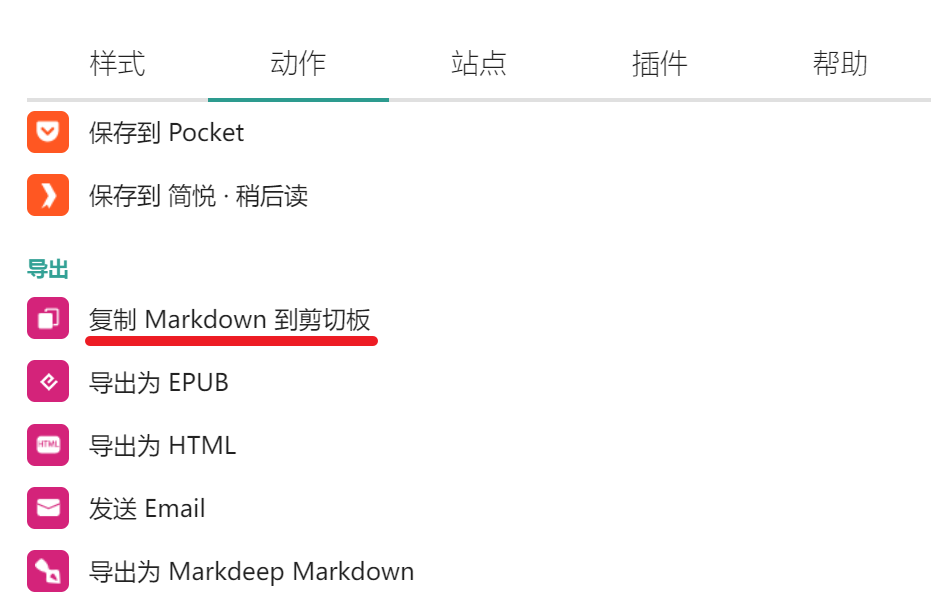 样式 动作 站点 插件 帮助
保存到 Pocket
保存到 简悦 · 稍后读
导出
复制 Markdown 到剪切板
导出为 EPUB
HTML 导出为 HTML
发送 Email
导出为 Markdeep Markdown